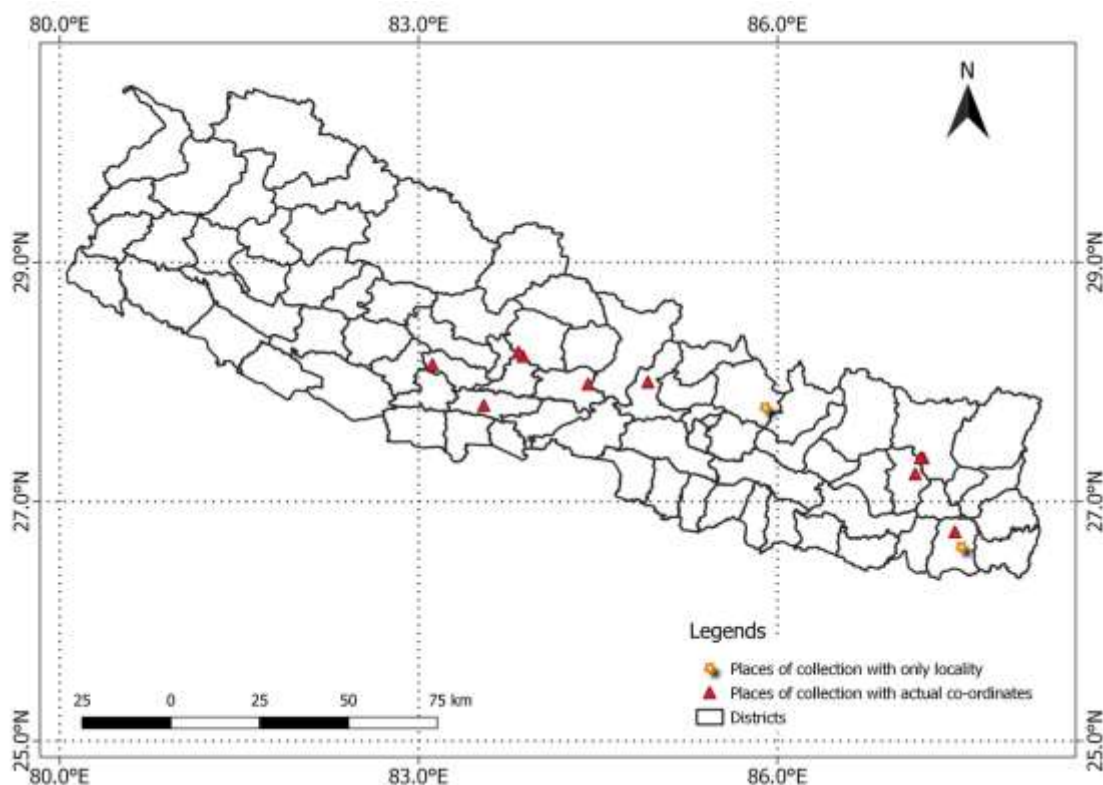 80.0°E 83.0°E 86.0°E
N
29.0°N 29.0°N
27.0°N 27.0°N
Legends
Places of collection with only locality
Places of collection with actual co-ordinates
Districts
25 0 25 50 75 km
25.0°N 25.0°N
80.0°E 83.0°E 86.0°E